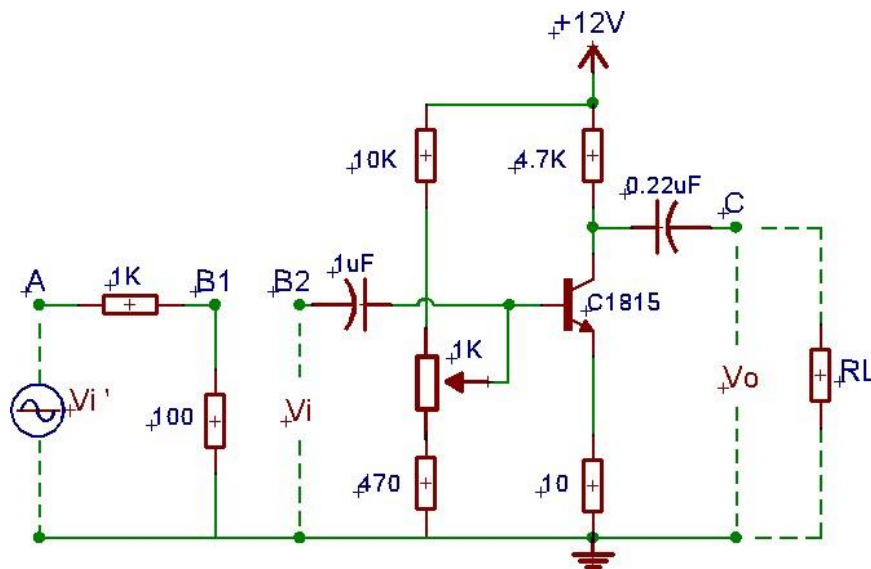 +12V
10K
4.7K
0.22uF
C
A
1K
B1
B2
1uF
C1815
1K
Vi'
100
Vi
Vo
RL
470
10